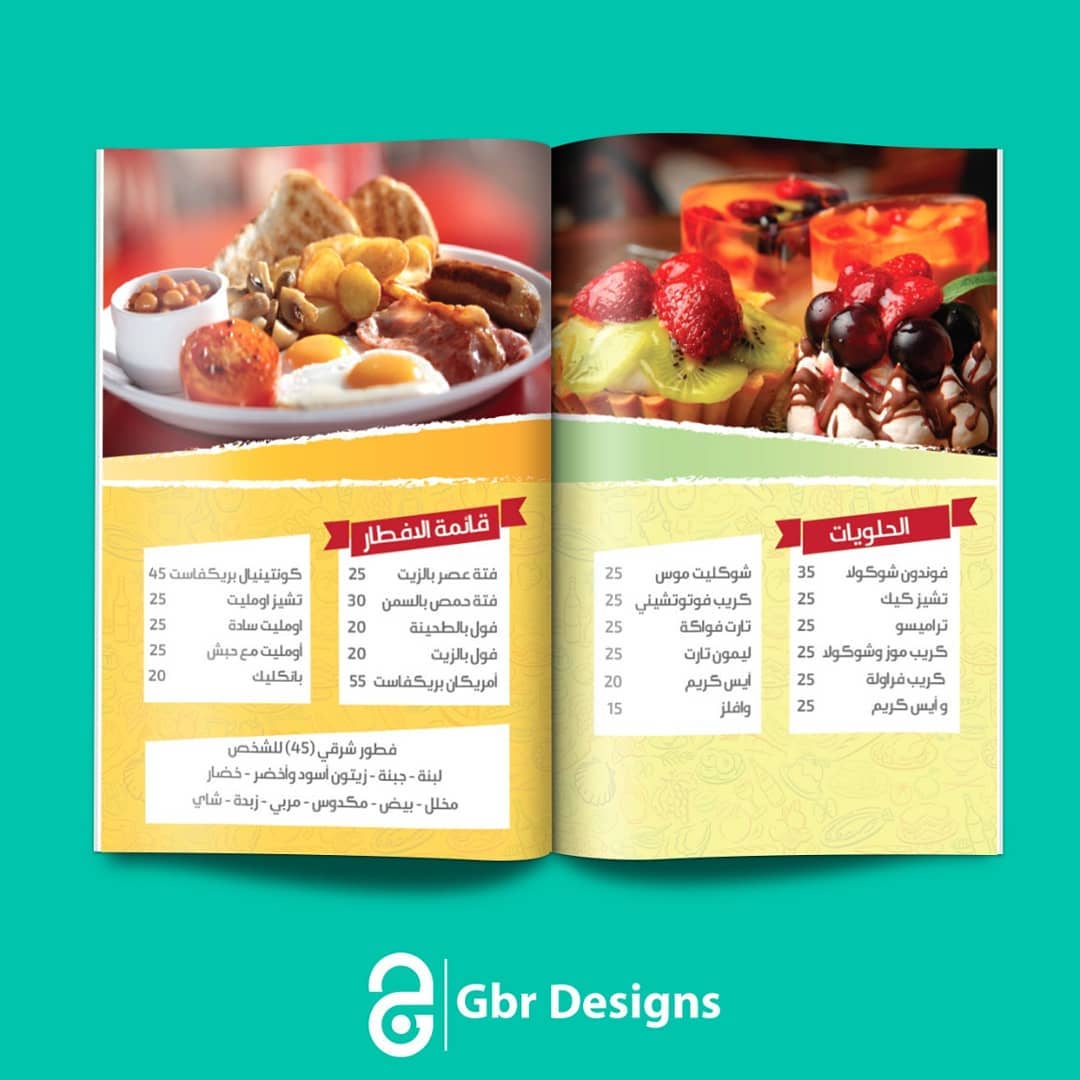 الحلويات
فوندون شوكولا 35
تشيز كيك 25
تراميسو 25
كريب موز وشوكولا 25
كريب فراولة 25
و أيس كريم 25
شوكليت موس 25
كريب فوتوتشيني 25
تارت فواكة 25
ليمون تارت 25
أيس كريم 20
وافلز 15
قائمة الافطار
فتة عصر بالزيت 25
فتة حمص بالسمن 30
فول بالطحينة 20
فول بالزيت 20
أمريكان بريكفاست 55
كونتينيال بريكفاست 45
تشيز اومليت 25
اومليت سادة 25
أومليت مع حبش 25
بانكليك 20
فطور شرقي (45) للشخص
لبنة - جبنة - زيتون أسود وأخضر - خضار
مخلل - بيض - مكدوس - مربي - زبدة - شاي
Gbr Designs